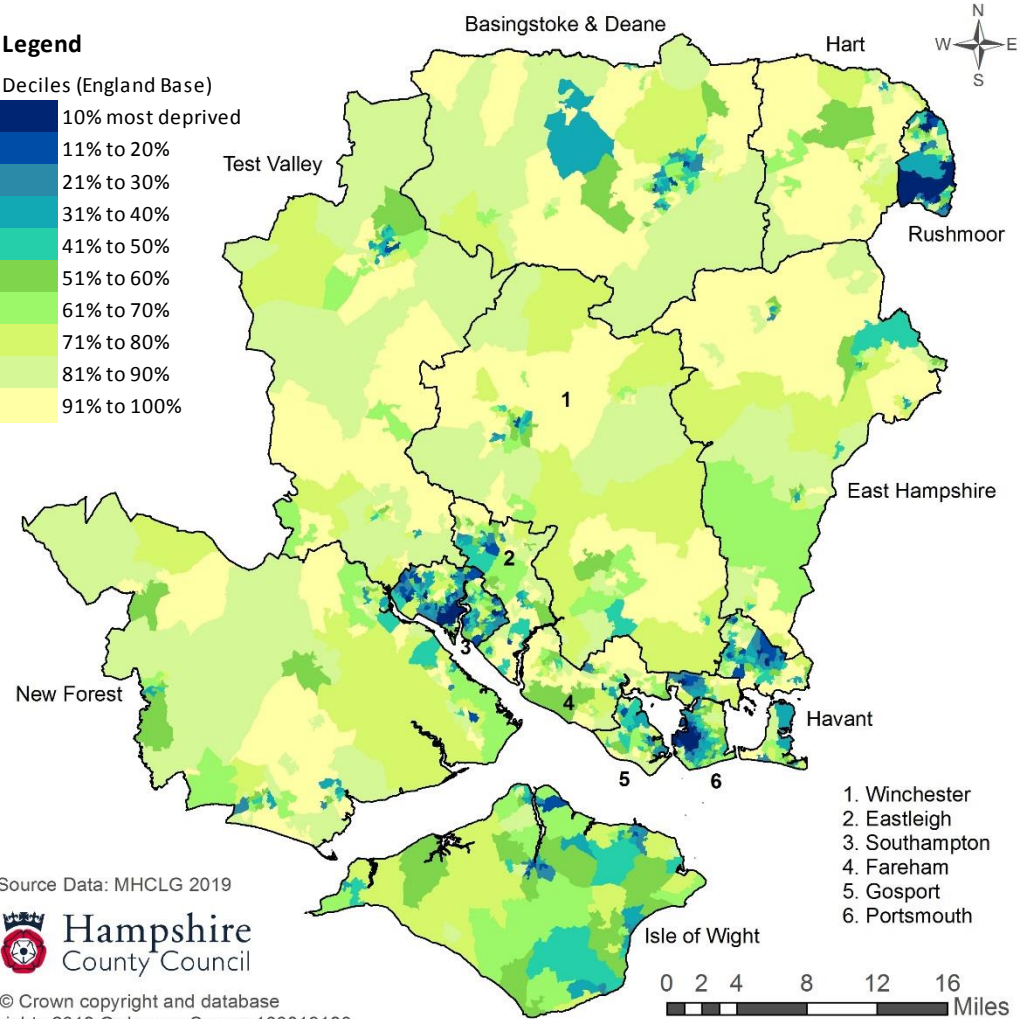 Basingstoke & Deane
Hart
N
W
E
S
Legend
Deciles (England Base)
10% most deprived
11% to 20%
21% to 30%
31% to 40%
41% to 50%
51% to 60%
61% to 70%
71% to 80%
81% to 90%
91% to 100%
Test Valley
Rushmoor
1
East Hampshire
2
3
New Forest
4
Havant
5
6
1. Winchester
2. Eastleigh
3. Southampton
4. Fareham
5. Gosport
6. Portsmouth
Source Data: MHCLG 2019
Hampshire
County Council
Isle of Wight
0 2 4 8 12 16
Miles
© Crown copyright and database